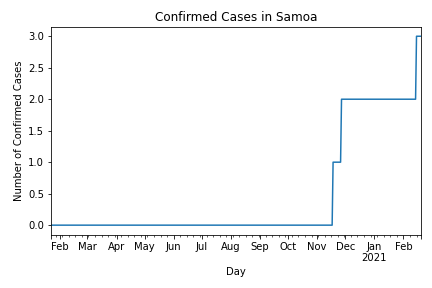 Confirmed Cases in Samoa
Number of Confirmed Cases
3.0
2.5
2.0
1.5
1.0
0.5
0.0
Feb Mar Apr May Jun Jul Aug Sep Oct Nov Dec Jan Feb
2021
Day